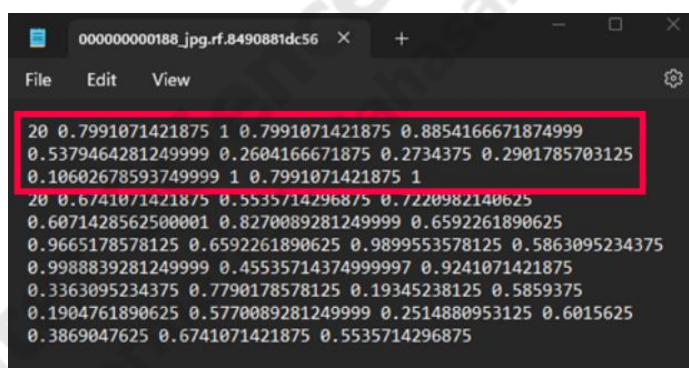 000000000188_jpg.rf.8490881dc56
File Edit View
20 0.7991071421875 1 0.7991071421875 0.8854166671874999
0.5379464281249999 0.2604166671875 0.2734375 0.2901785703125
0.10602678593749999 1 0.7991071421875 1
20 0.6741071421875 0.5535714296875 0.7220982140625
0.6071428562500001 0.8270089281249999 0.6592261890625
0.9665178578125 0.6592261890625 0.9899553578125 0.5863095234375
0.9988839281249999 0.45535714374999997 0.9241071421875
0.3363095234375 0.7790178578125 0.19345238125 0.5859375
0.1904761890625 0.5770089281249999 0.2514880953125 0.6015625
0.3869047625 0.6741071421875 0.5535714296875